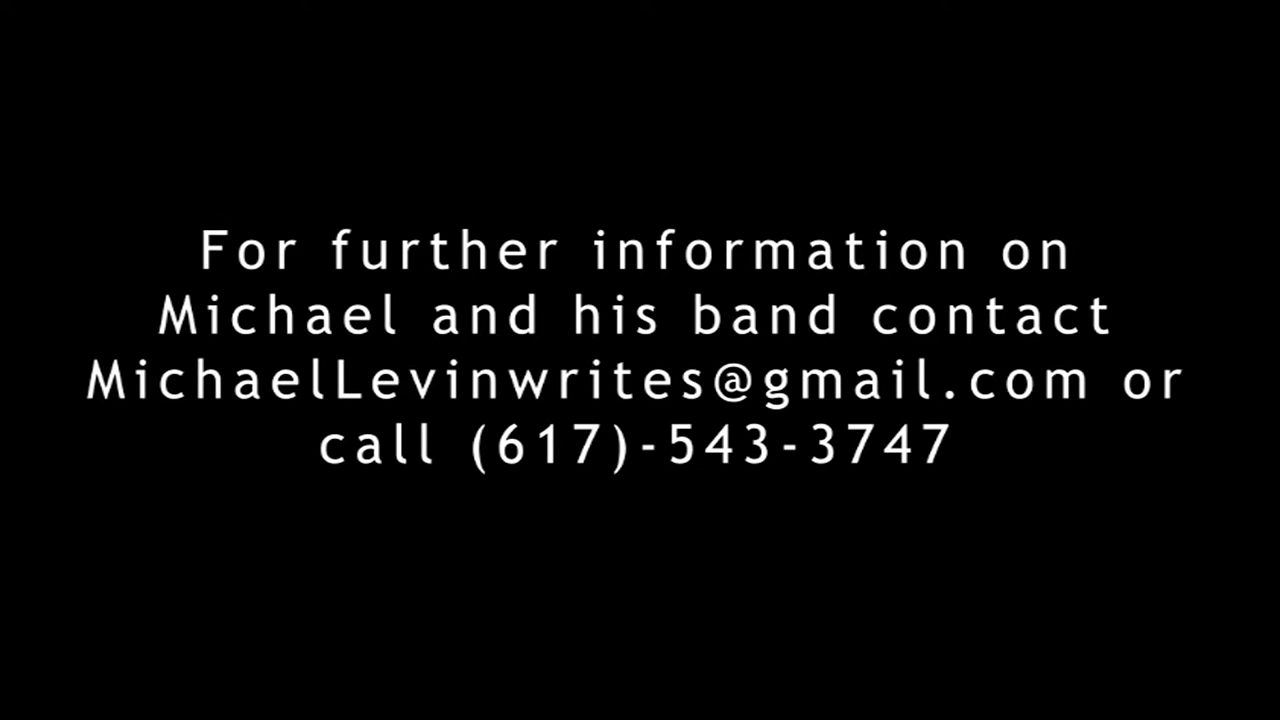 For further information on
Michael and his band contact
MichaelLevinwrites@gmail.com or
call (617)-543-3747